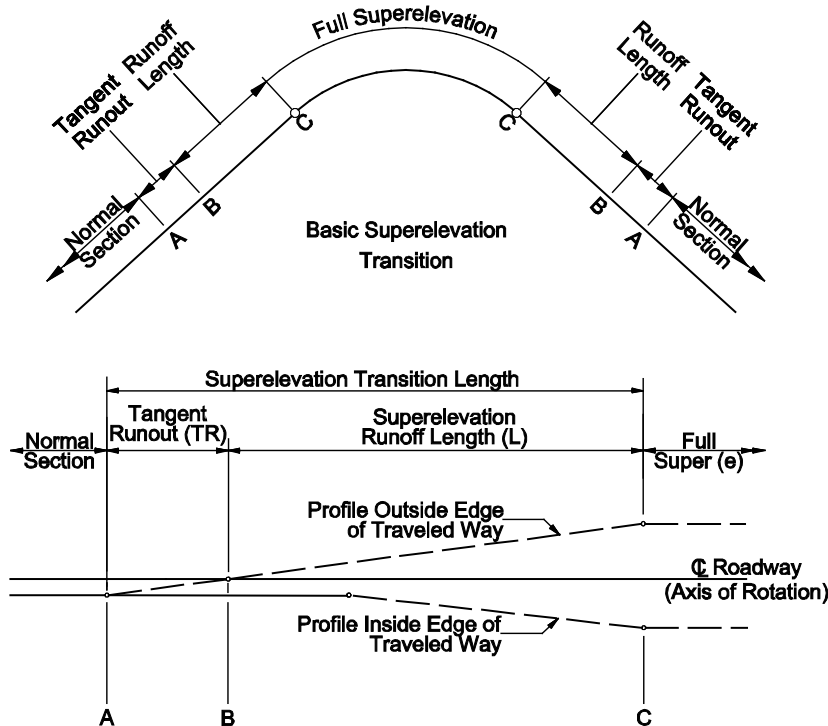 Full Superelevation
Tangent Runoff
Runout Length
Runoff Tangent
Length Runout
C
C
B
B
A
A
Normal
Section
Normal
Section
Basic Superelevation
Transition
Superelevation Transition Length
Normal
Section
Tangent
Runout (TR)
Superelevation
Runoff Length (L)
Full
Super (e)
Profile Outside Edge
of Traveled Way
℄ Roadway
(Axis of Rotation)
Profile Inside Edge of
Traveled Way
A
B
C